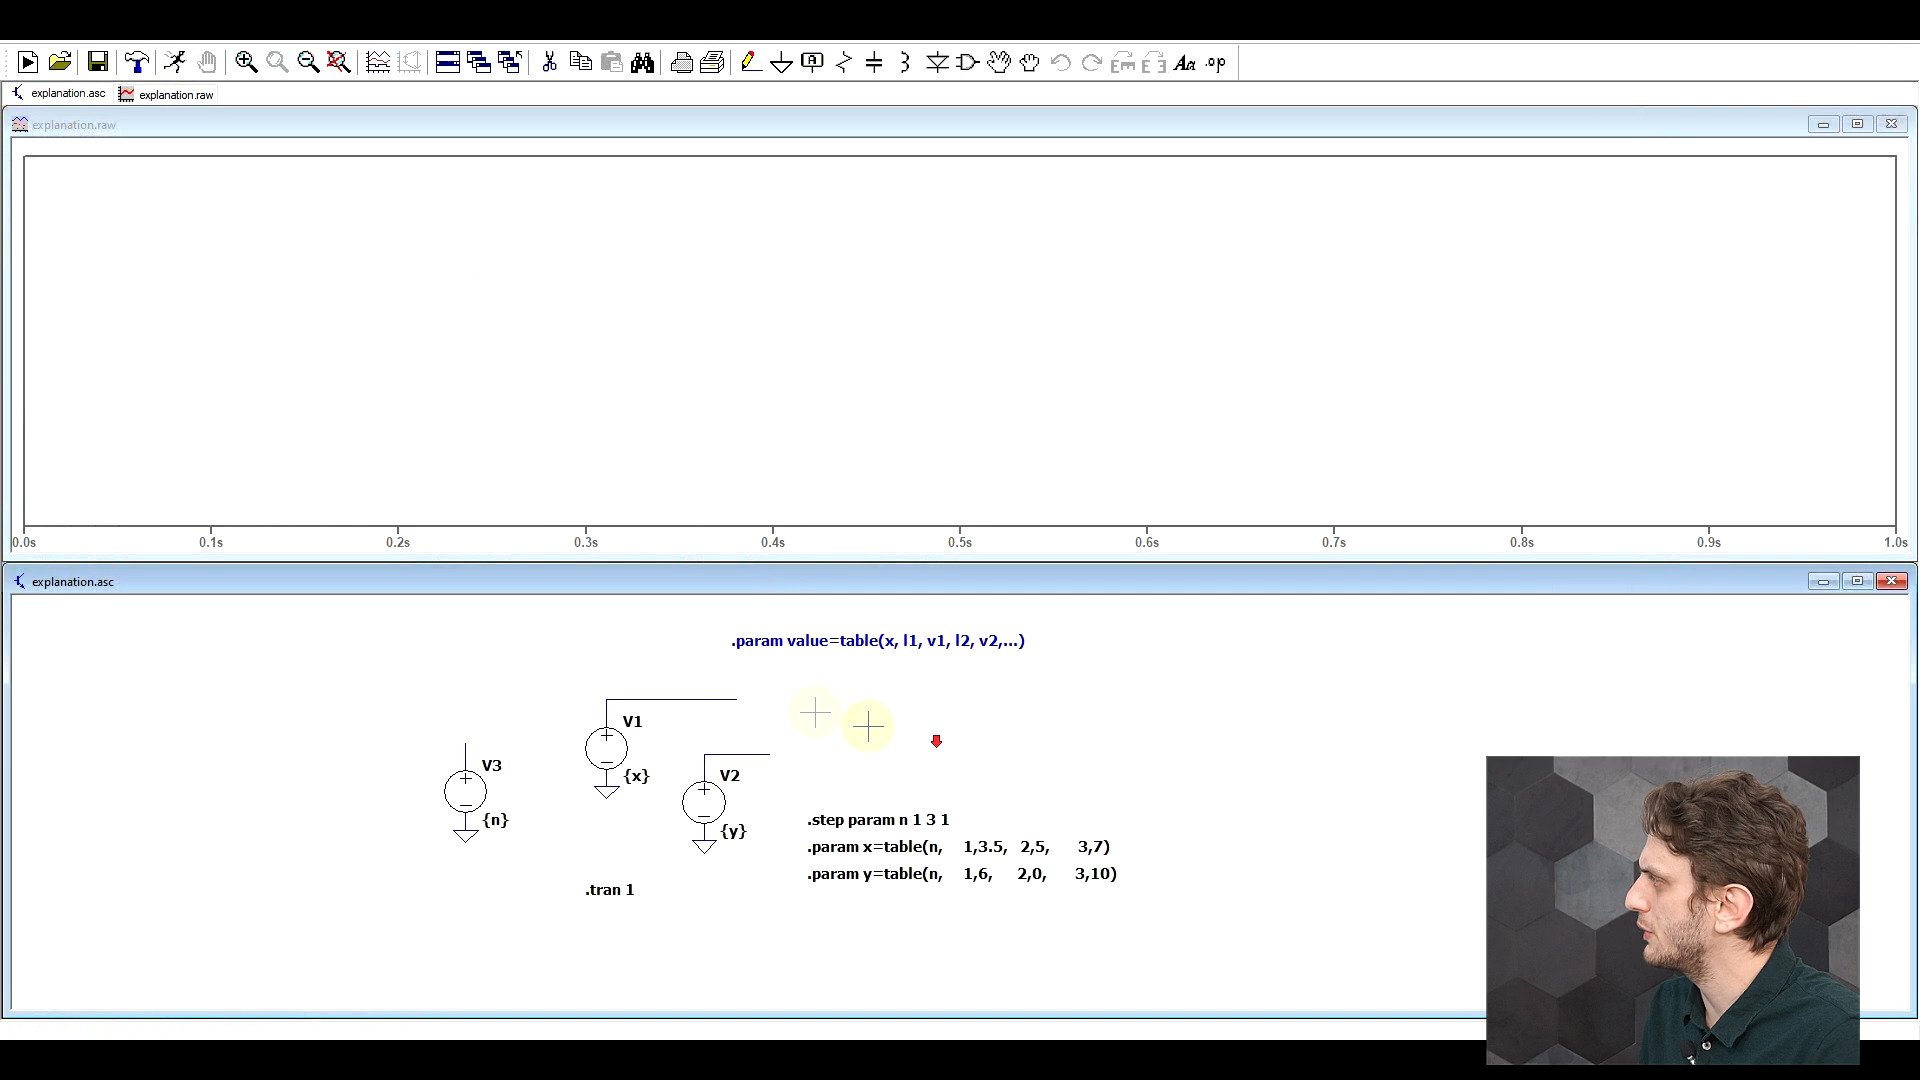 .op
explanation.asc explanation.raw
explanation.raw
0.0s 0.1s 0.2s 0.3s 0.4s 0.5s 0.6s 0.7s 0.8s 0.9s 1.0s
explanation.asc
.param value=table(x, l1, v1, l2, v2,...)
V1
{x}
V3
{n}
V2
{y}
.step param n 1 3 1
.param x=table(n, 1,3.5, 2,5, 3,7)
.param y=table(n, 1,6, 2,0, 3,10)
.tran 1